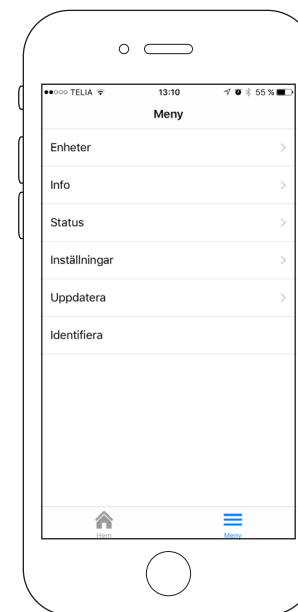 TELIA 13:10 55 %
Meny
Enheter
Info
Status
Inställningar
Uppdatera
Identifiera
Hem Meny